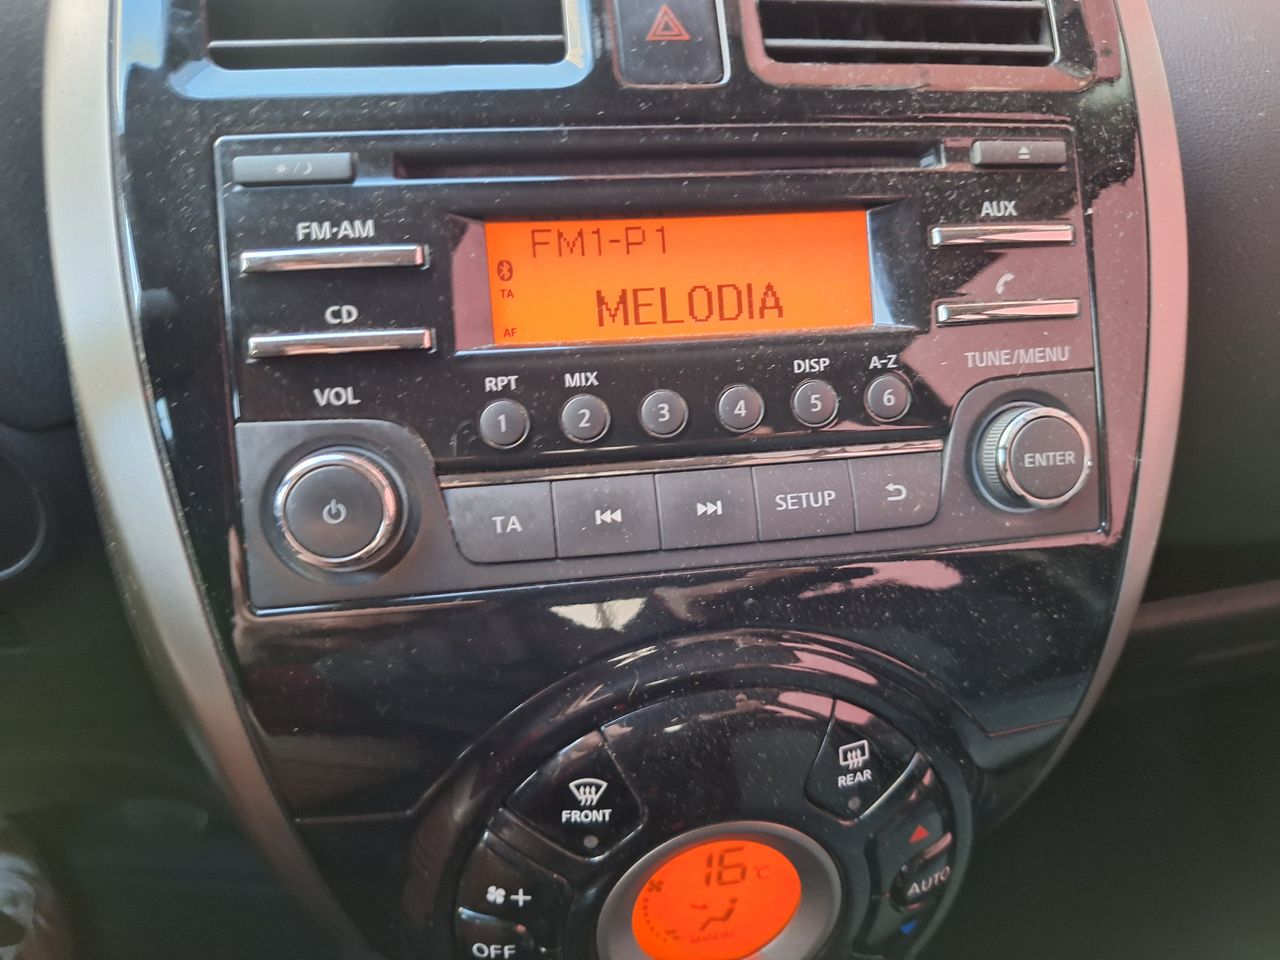 FM·AM
AUX
FM1-P1
TA
MELODIA
AF
CD
VOL
RPT
MIX
DISP
A-Z
TUNE/MENU
1
2
3
4
5
6
ENTER
TA
SETUP
REAR
FRONT
16°C
AUTO
MANUAL
OFF